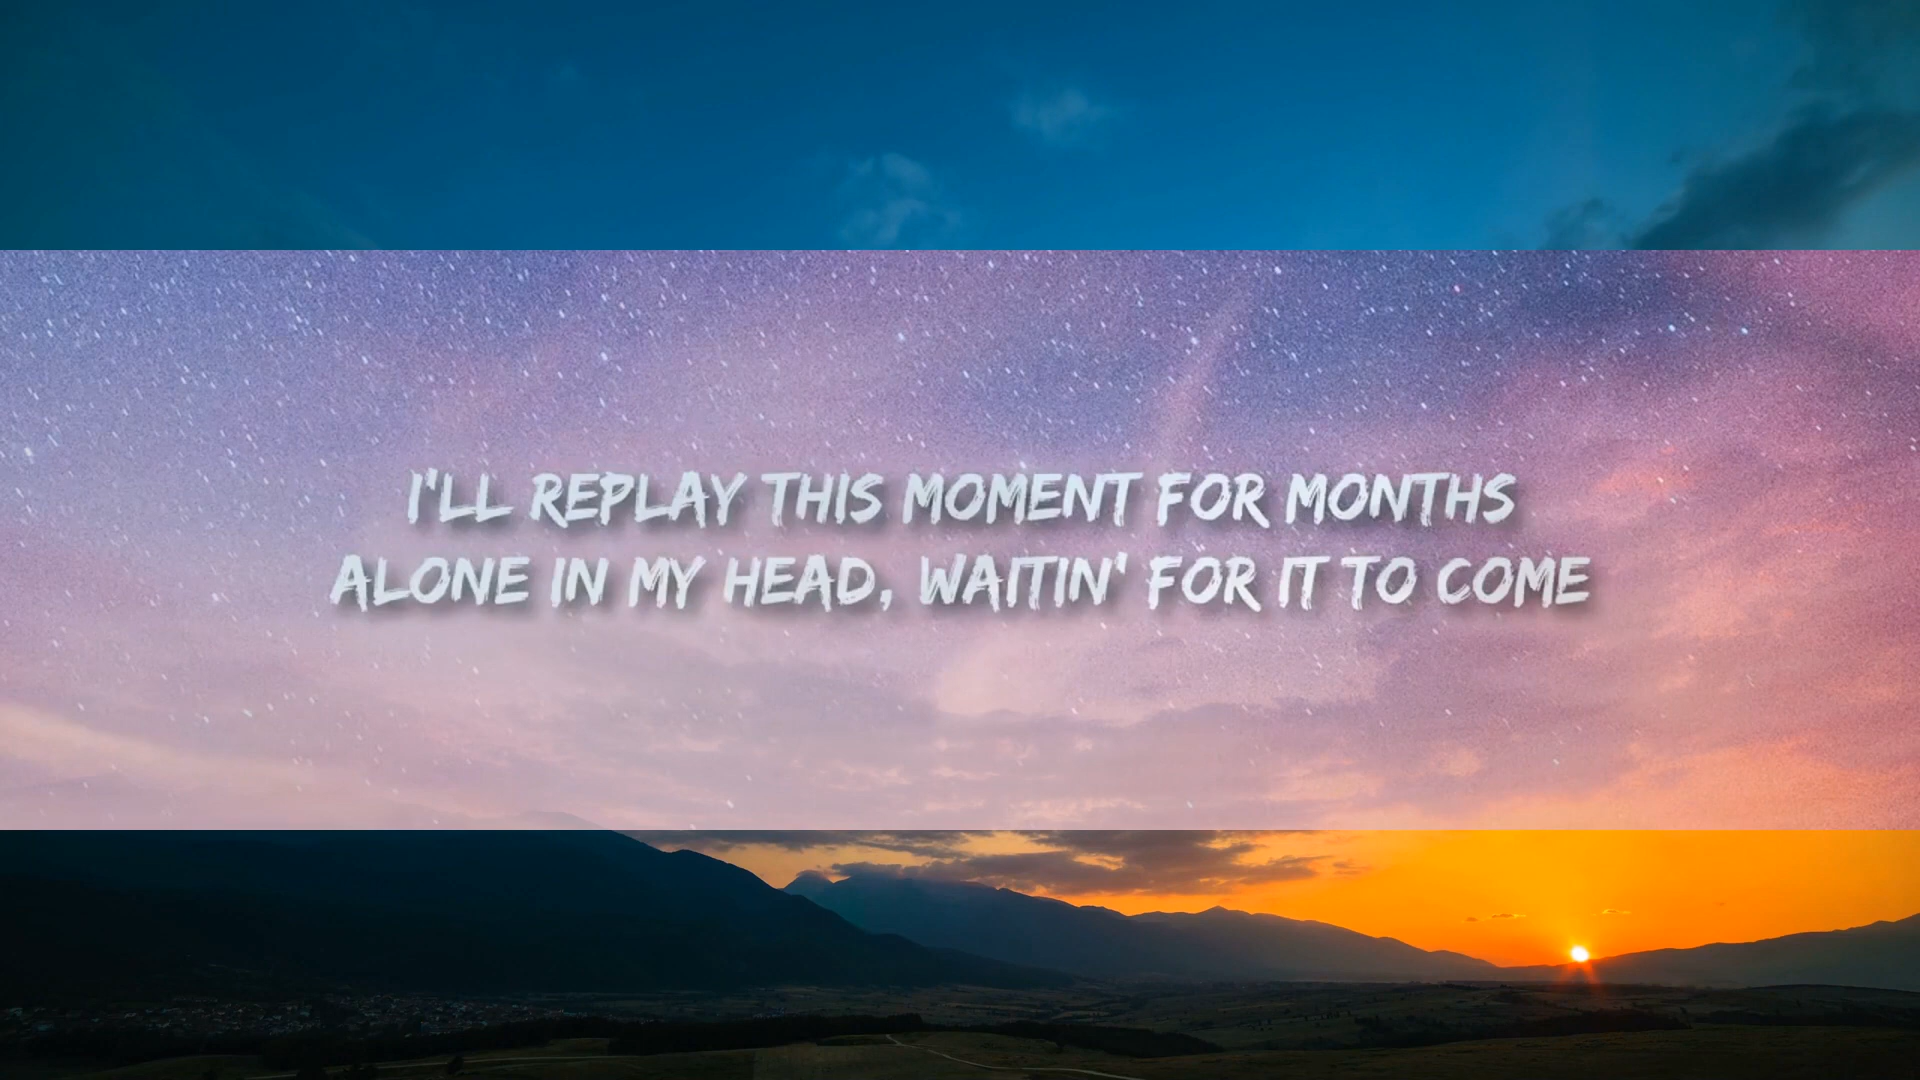 I'LL REPLAY THIS MOMENT FOR MONTHS
ALONE IN MY HEAD, WAITIN' FOR IT TO COME